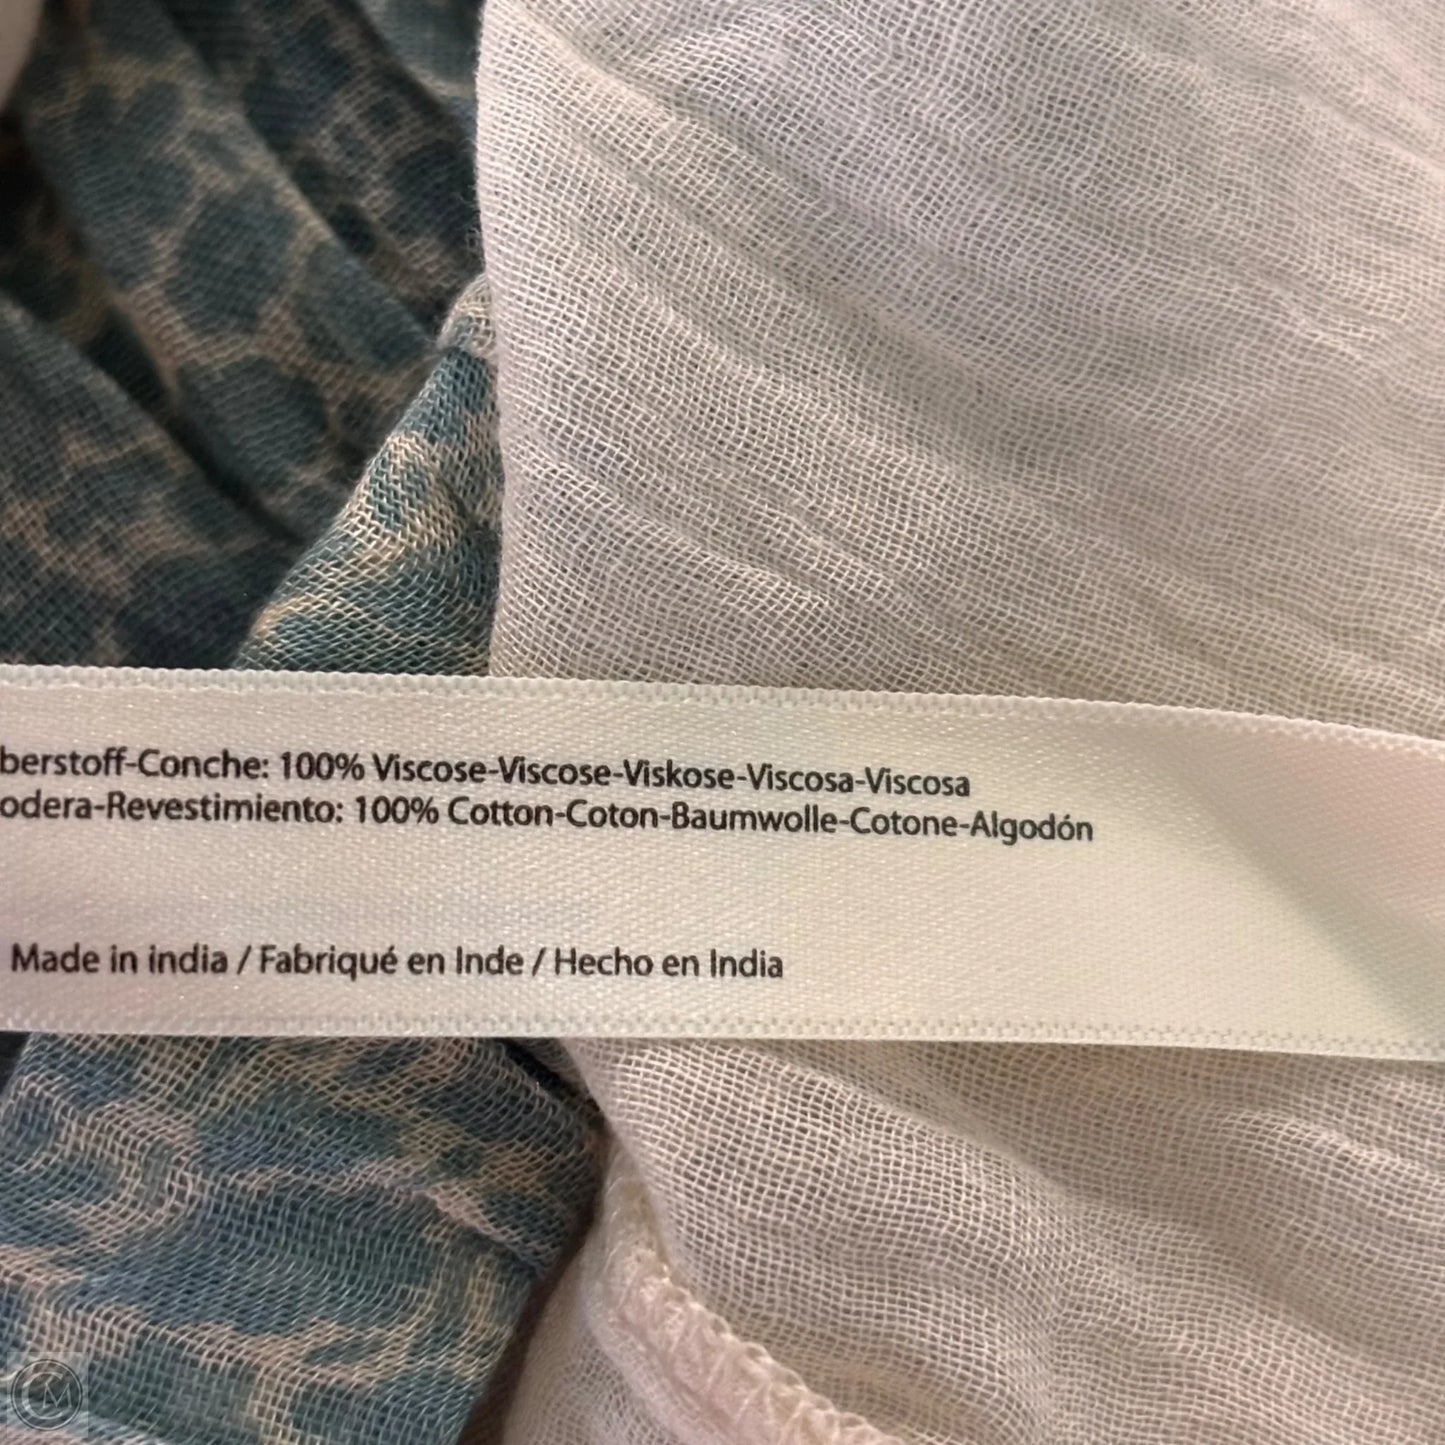 berstoff-Conche: 100% Viscose-Viscose-Viskose-Viscosa-Viscosa
odera-Revestimiento: 100% Cotton-Coton-Baumwolle-Cotone-Algodón
Made in india / Fabriqué en Inde / Hecho en India
CM